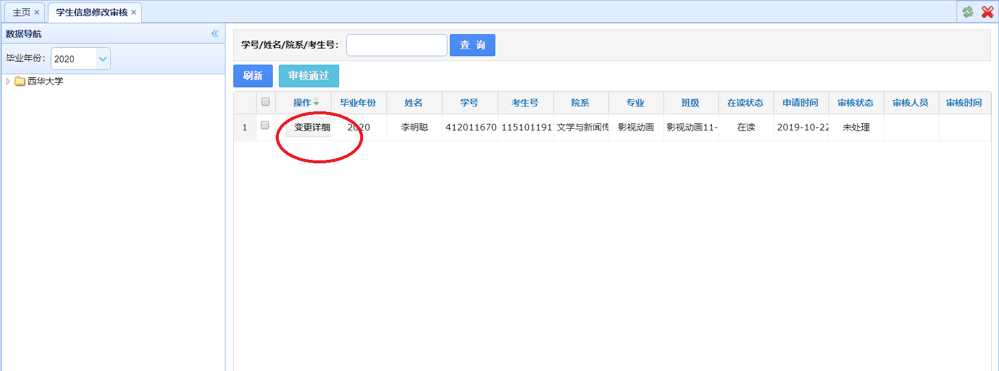 主页 × 学生信息修改审核 ×
数据导航
毕业年份： 2020
西华大学
学号/姓名/院系/考生号： 查 询
刷新 审核通过
操作 毕业年份 姓名 学号 考生号 院系 专业 班级 在读状态 申请时间 审核状态 审核人员 审核时间
1 变更详细 2020 李明聪 412011670 115101191 文学与新闻传 影视动画 影视动画11- 在读 2019-10-22 未处理